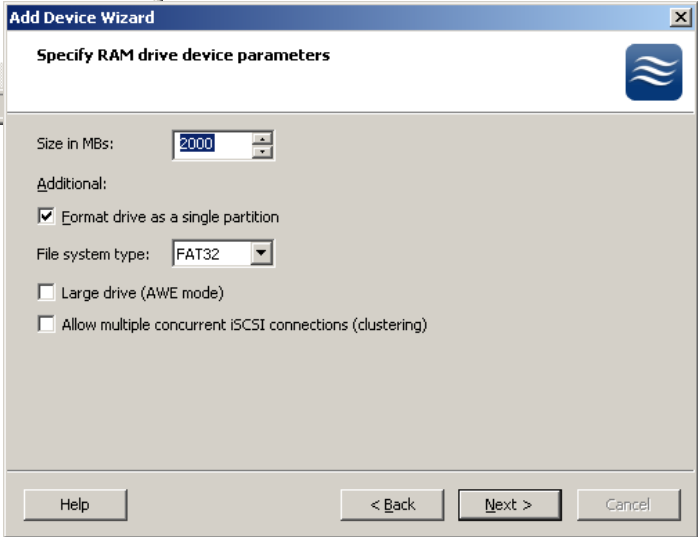 Add Device Wizard
Specify RAM drive device parameters
Size in MBs: 2000
Additional:
Format drive as a single partition
File system type: FAT32
Large drive (AWE mode)
Allow multiple concurrent iSCSI connections (clustering)
Help < Back Next > Cancel